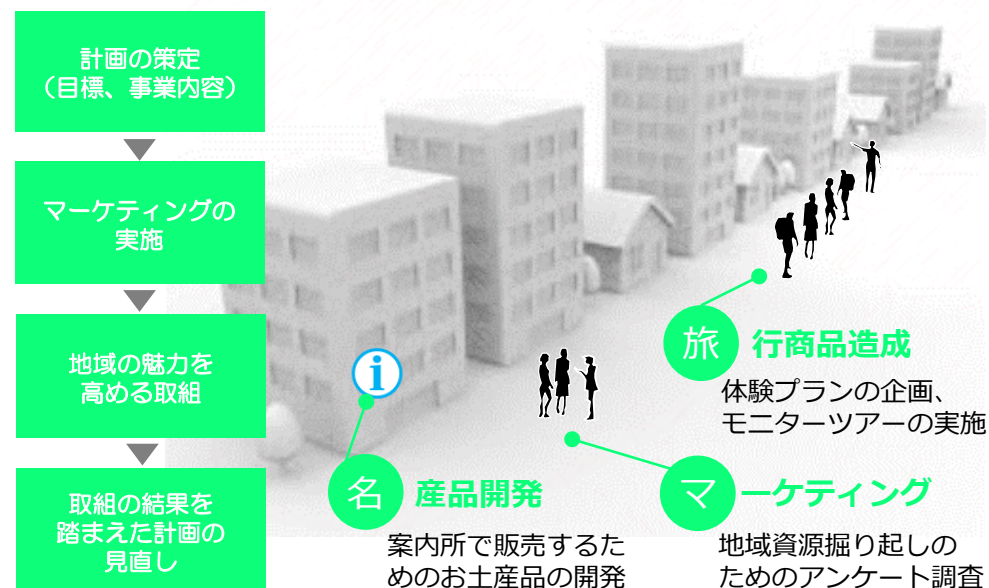 計画の策定
（目標、事業内容）
マーケティングの
実施
地域の魅力を
高める取組
取組の結果を
踏まえた計画の
見直し
i
旅行商品造成
体験プランの企画、
モニターツアーの実施
名産品開発
案内所で販売するた
めのお土産品の開発
マーケティング
地域資源掘り起しの
ためのアンケート調査